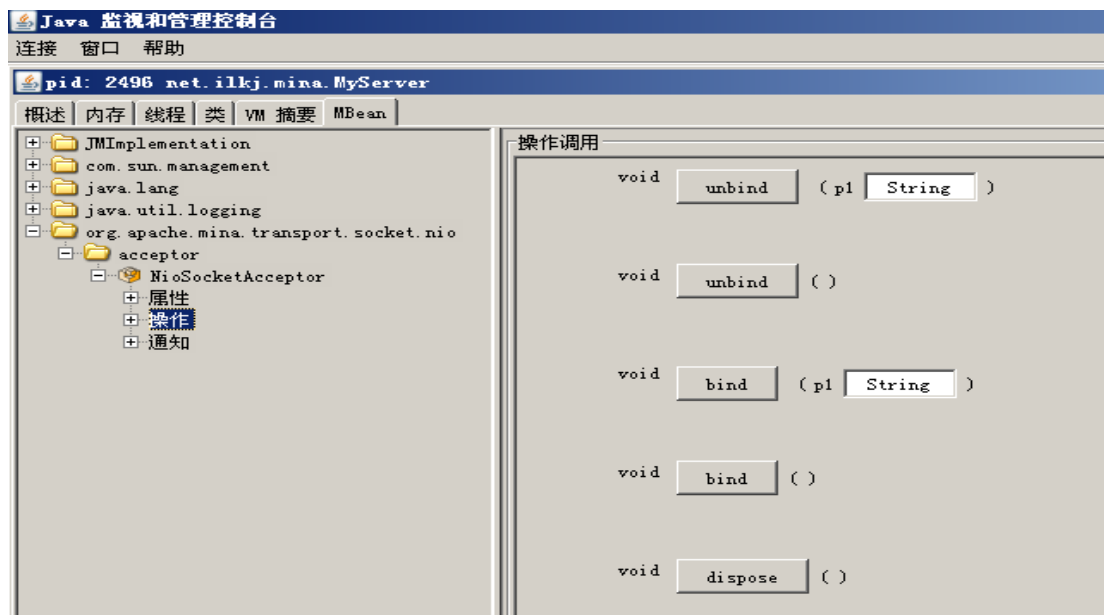 Java 监视和管理控制台
连接 窗口 帮助
pid: 2496 net.ilkj.mina.MyServer
概述 内存 线程 类 VM 摘要 MBean
JMImplementation
com.sun.management
java.lang
java.util.logging
org.apache.mina.transport.socket.nio
acceptor
NioSocketAcceptor
属性
操作
通知
操作调用
void unbind ( p1 String )
void unbind ( )
void bind ( p1 String )
void bind ( )
void dispose ( )